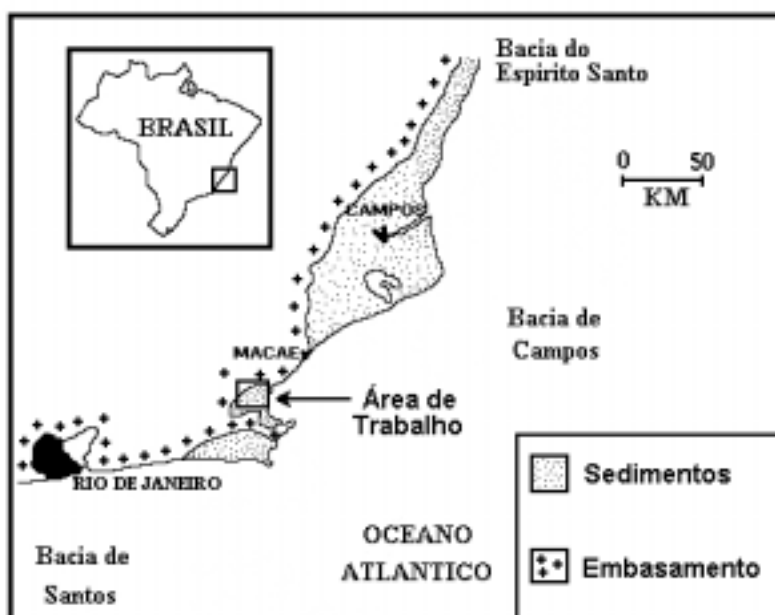 Bacia do
Espirito Santo
BRASIL
0 50
KM
CAMPOS
Bacia de
Campos
MACAE
Área de
Trabalho
RIO DE JANEIRO
Sedimentos
OCEANO
ATLANTICO
Bacia de
Santos
Embasamento